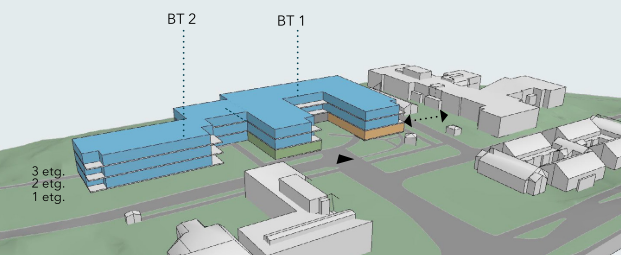 BT 2
BT 1
3 etg.
2 etg.
1 etg.